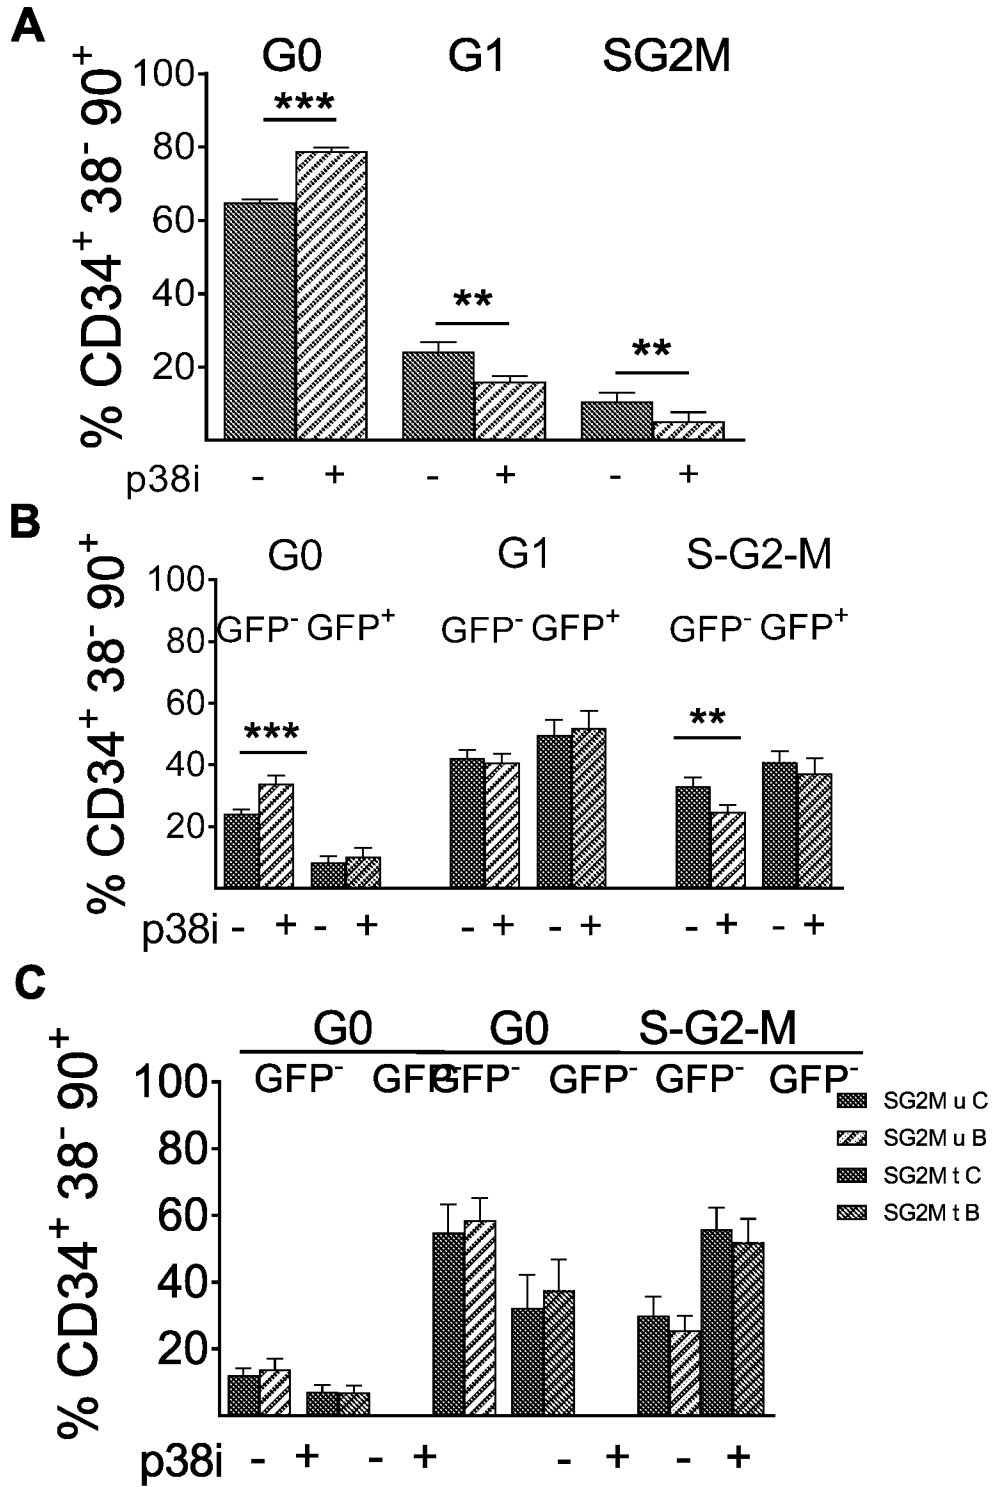 A
G0 G1 SG2M
100
80
60
40
20
*** ** **
% CD34+ 38- 90+
p38i - + - + - +
B
G0 G1 S-G2-M
GFP- GFP+ GFP- GFP+ GFP- GFP+
100
80
60
40
20
*** **
% CD34+ 38- 90+
p38i - + - + - + - + - + - +
C
G0 G0 S-G2-M
GFP- GFP- GFP- GFP- GFP- GFP-
100
80
60
40
20
% CD34+ 38- 90+
SG2M u C
SG2M u B
SG2M t C
SG2M t B
p38i - + - + - + - +